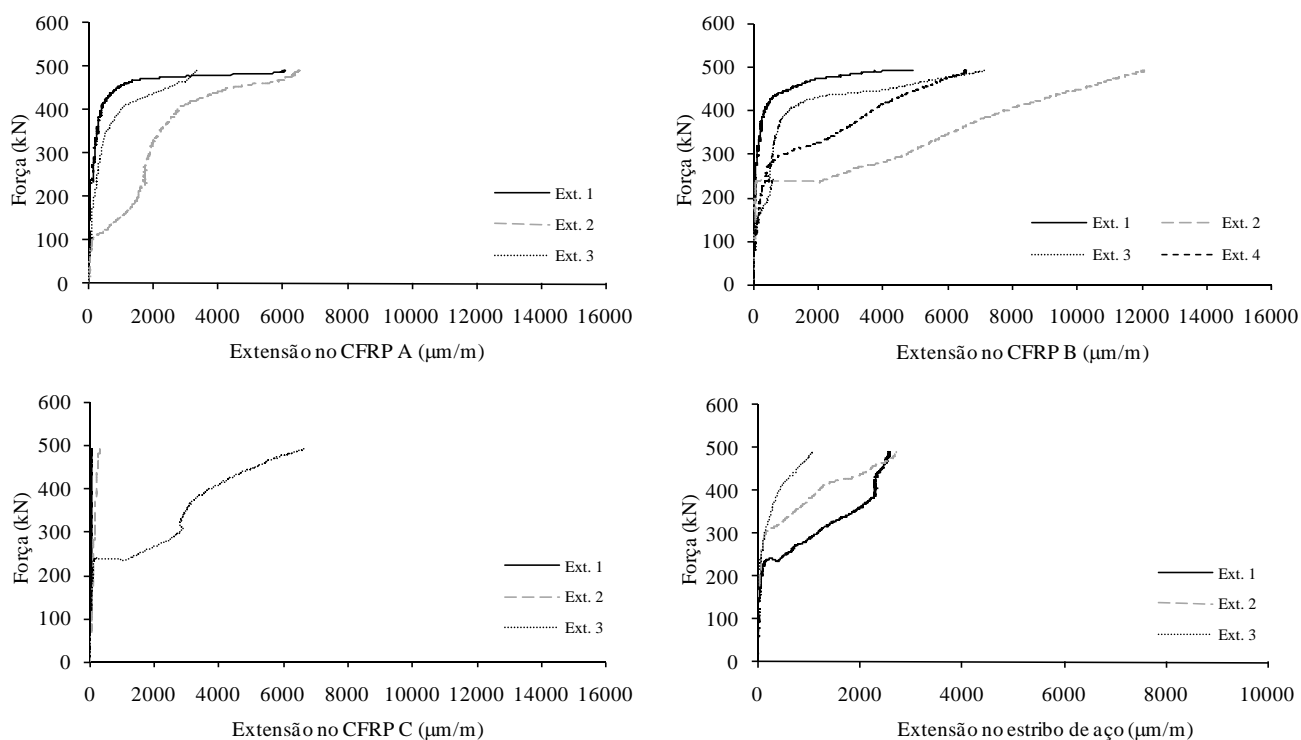 600
500
400
300
200
100
0
Força (kN)
0 2000 4000 6000 8000 10000 12000 14000 16000
Extensão no CFRP A (μm/m)
Ext. 1
Ext. 2
Ext. 3
600
500
400
300
200
100
0
Força (kN)
0 2000 4000 6000 8000 10000 12000 14000 16000
Extensão no CFRP B (μm/m)
Ext. 1 Ext. 2
Ext. 3 Ext. 4
600
500
400
300
200
100
0
Força (kN)
0 2000 4000 6000 8000 10000 12000 14000 16000
Extensão no CFRP C (μm/m)
Ext. 1
Ext. 2
Ext. 3
600
500
400
300
200
100
0
Força (kN)
0 2000 4000 6000 8000 10000
Extensão no estribo de aço (μm/m)
Ext. 1
Ext. 2
Ext. 3